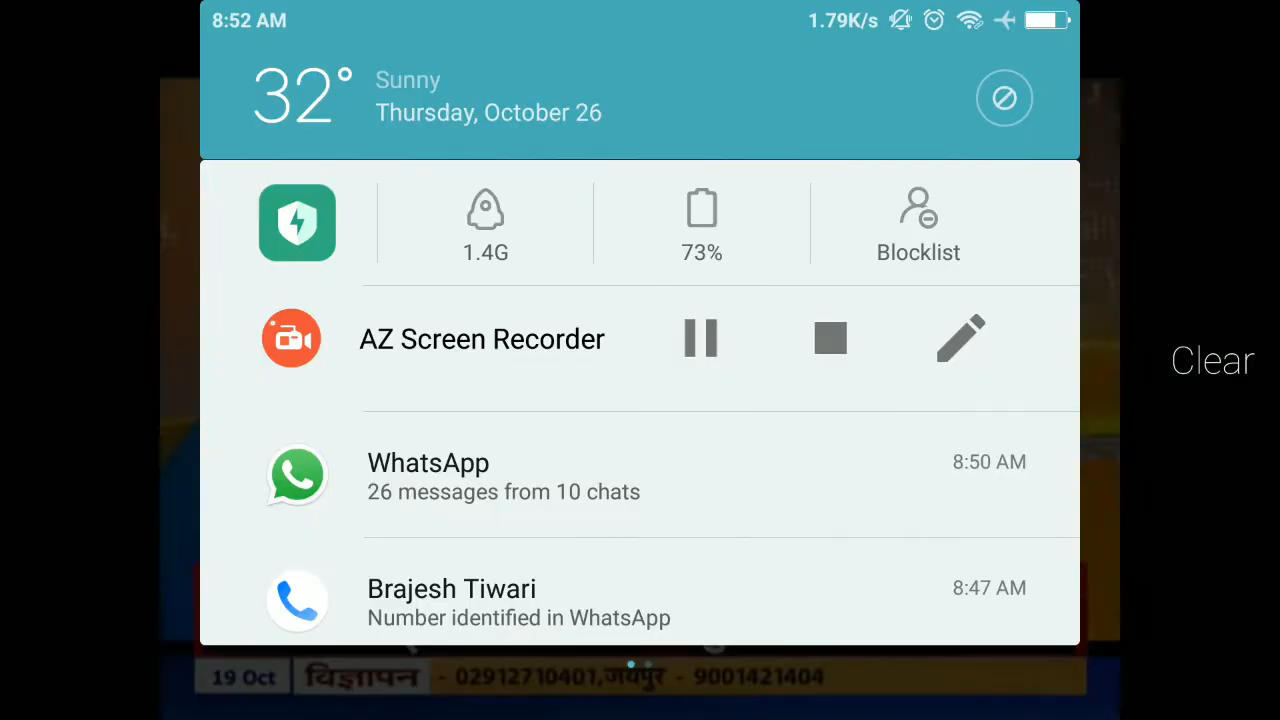 8:52 AM 1.79K/s
32° Sunny
Thursday, October 26
1.4G 73% Blocklist
AZ Screen Recorder
Clear
WhatsApp 8:50 AM
26 messages from 10 chats
Brajesh Tiwari 8:47 AM
Number identified in WhatsApp
19 Oct विज्ञापन - 02912710401,जयपुर - 9001421404